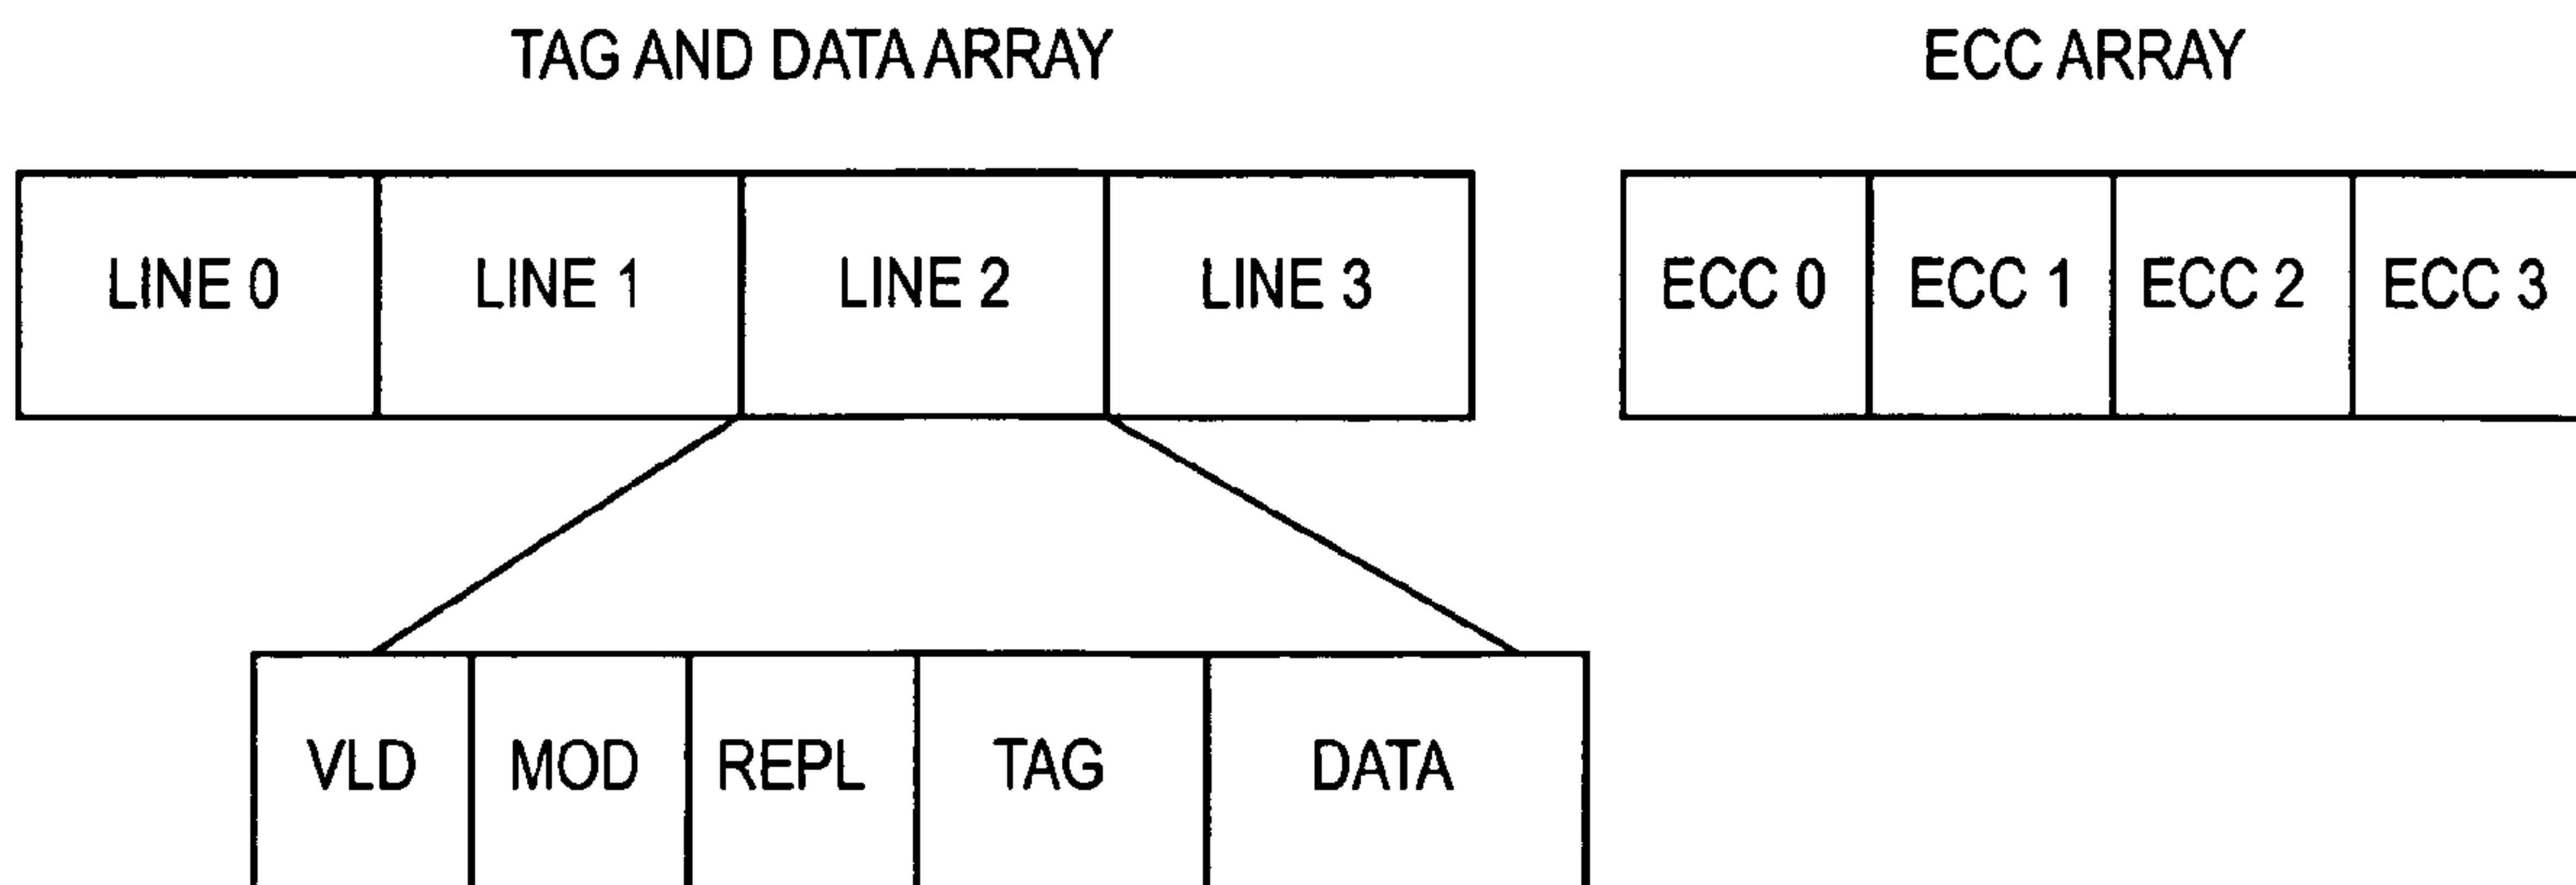 TAG AND DATA ARRAY
ECC ARRAY
LINE 0
LINE 1
LINE 2
LINE 3
ECC 0
ECC 1
ECC 2
ECC 3
VLD
MOD
REPL
TAG
DATA